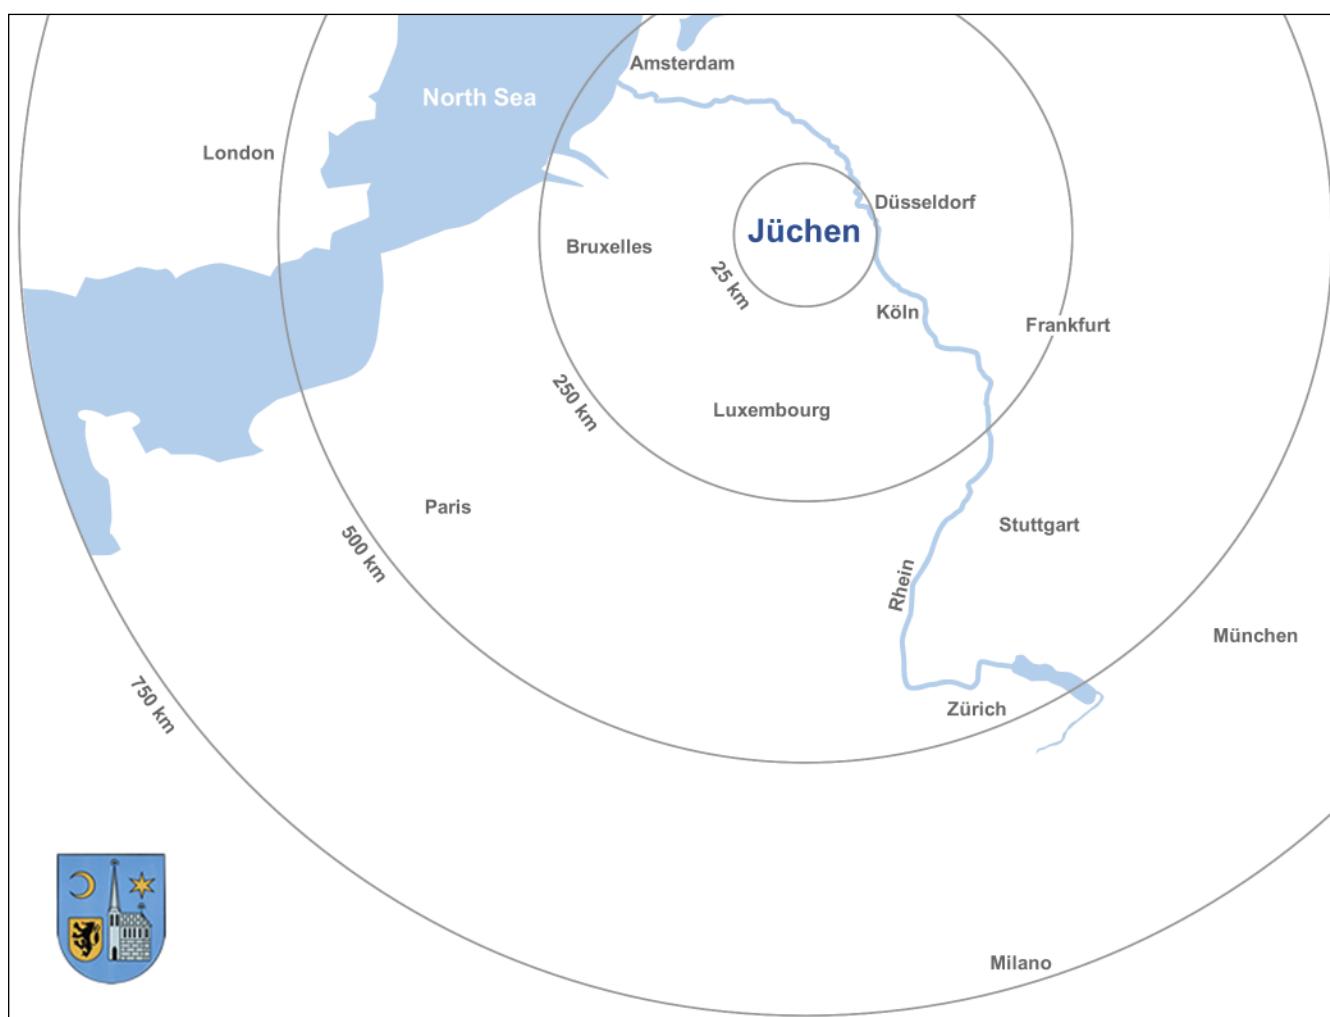 Amsterdam
North Sea
London
Düsseldorf
Jüchen
Bruxelles
25 km
Köln
Frankfurt
250 km
Luxembourg
Paris
Stuttgart
500 km
Rhein
München
750 km
Zürich
Milano